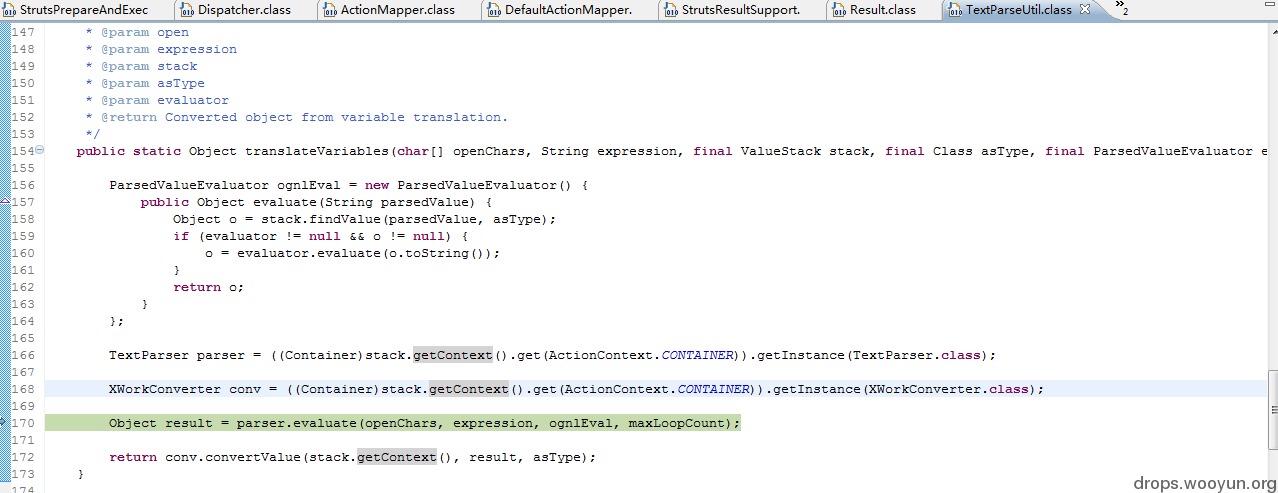 StrutsPrepareAndExec Dispatcher.class ActionMapper.class DefaultActionMapper. StrutsResultSupport. Result.class TextParseUtil.class »2
147 * @param open
148 * @param expression
149 * @param stack
150 * @param asType
151 * @param evaluator
152 * @return Converted object from variable translation.
153 */
154 public static Object translateVariables(char[] openChars, String expression, final ValueStack stack, final Class asType, final ParsedValueEvaluator e
155
156 ParsedValueEvaluator ognlEval = new ParsedValueEvaluator() {
157 public Object evaluate(String parsedValue) {
158 Object o = stack.findValue(parsedValue, asType);
159 if (evaluator != null && o != null) {
160 o = evaluator.evaluate(o.toString());
161 }
162 return o;
163 }
164 };
165
166 TextParser parser = ((Container)stack.getContext().get(ActionContext.CONTAINER)).getInstance(TextParser.class);
167
168 XWorkConverter conv = ((Container)stack.getContext().get(ActionContext.CONTAINER)).getInstance(XWorkConverter.class);
169
170 Object result = parser.evaluate(openChars, expression, ognlEval, maxLoopCount);
171
172 return conv.convertValue(stack.getContext(), result, asType);
173 }
174
drops.wooyun.org